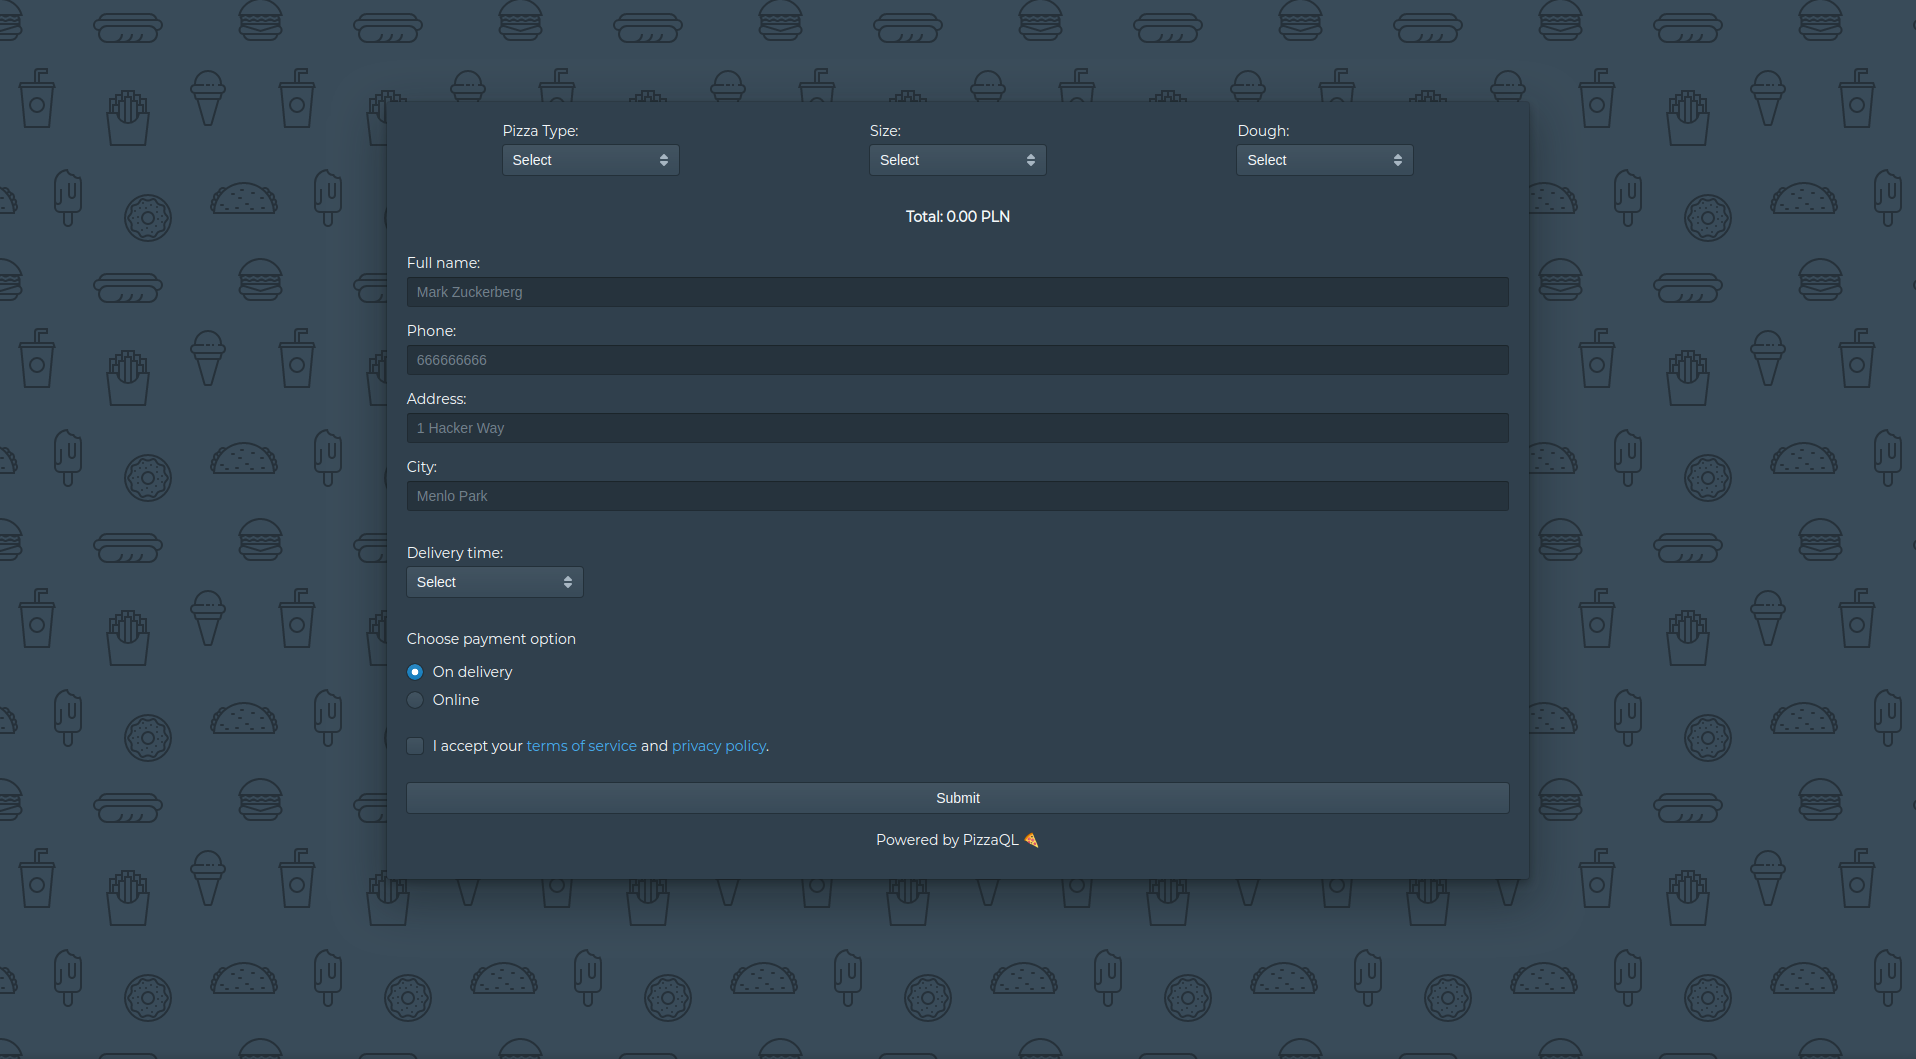 Pizza Type: Size: Dough:
Select Select Select
Total: 0.00 PLN
Full name:
Mark Zuckerberg
Phone:
666666666
Address:
1 Hacker Way
City:
Menlo Park
Delivery time:
Select
Choose payment option
On delivery
Online
I accept your terms of service and privacy policy.
Submit
Powered by PizzaQL 🍕